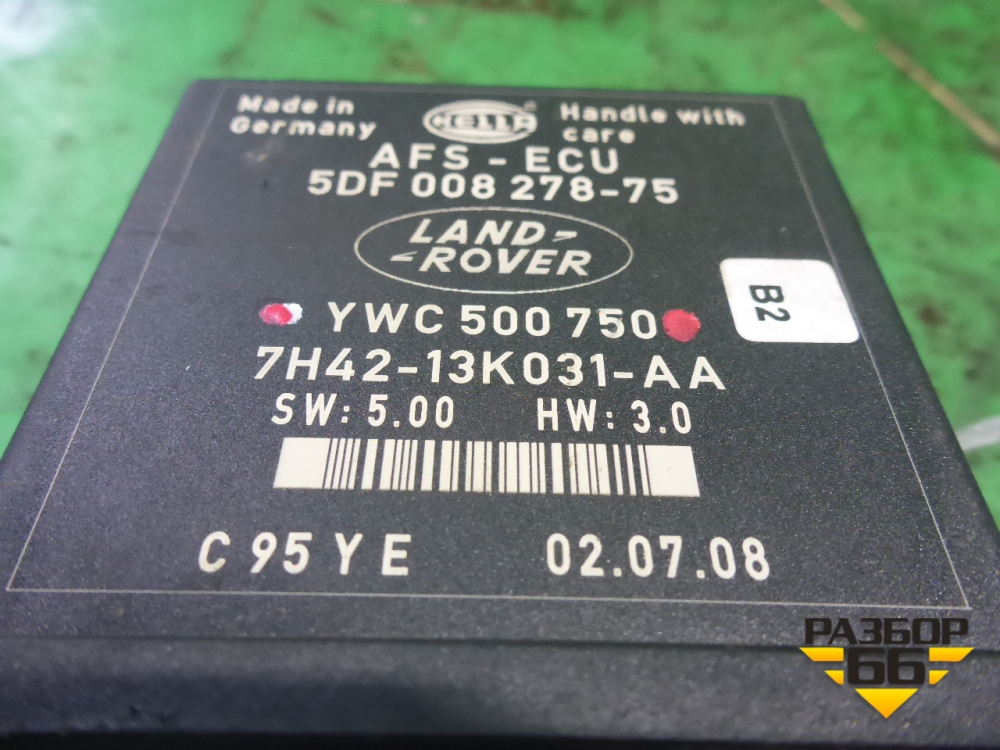 Made in
Germany
HELLA
Handle with
care
AFS - ECU
5DF 008 278-75
LAND-
-ROVER
YWC 500 750
B2
7H42-13K031-AA
SW: 5.00 HW: 3.0
C 95 Y E 02.07.08
РАЗБОР
66